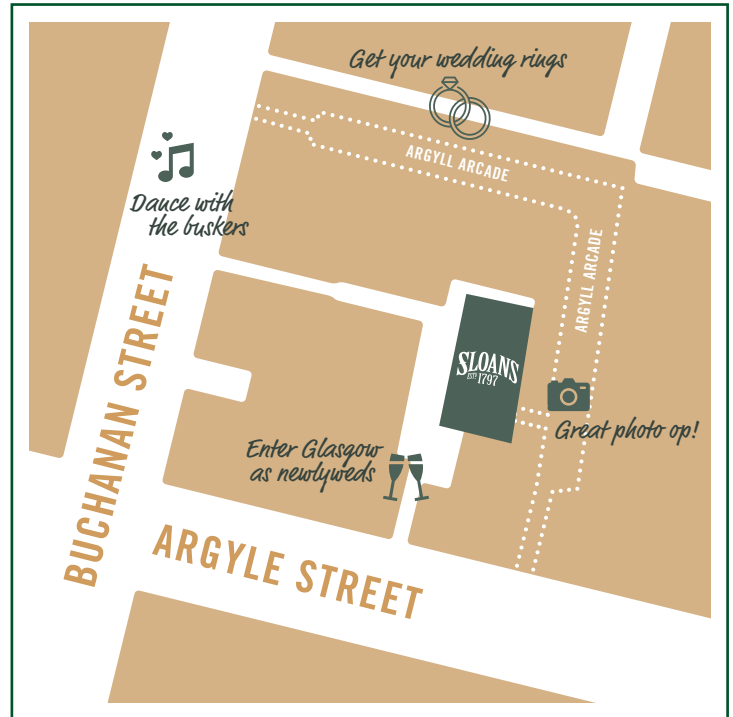 Get your wedding rings
ARGYLL ARCADE
Dance with
the buskers
ARGYLL ARCADE
BUCHANAN STREET
SLOANS
ESTD 1797
Great photo op!
Enter Glasgow
as newlyweds
ARGYLE STREET